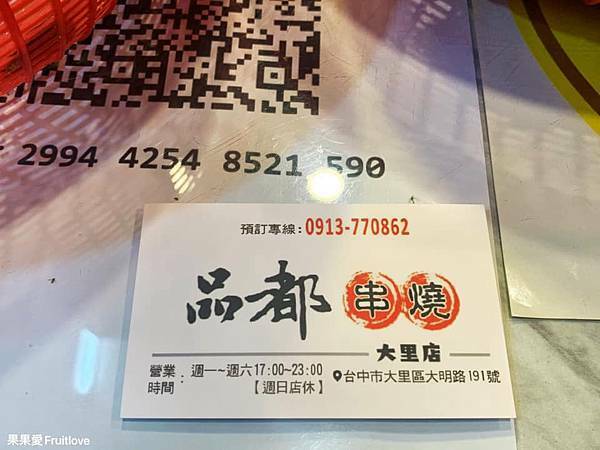 2994 4254 8521 590
預訂專線:0913-770862
品都串燒
大里店
營業時間: 週一~週六17:00~23:00
【週日店休】
台中市大里區大明路191號
果果愛Fruitlove